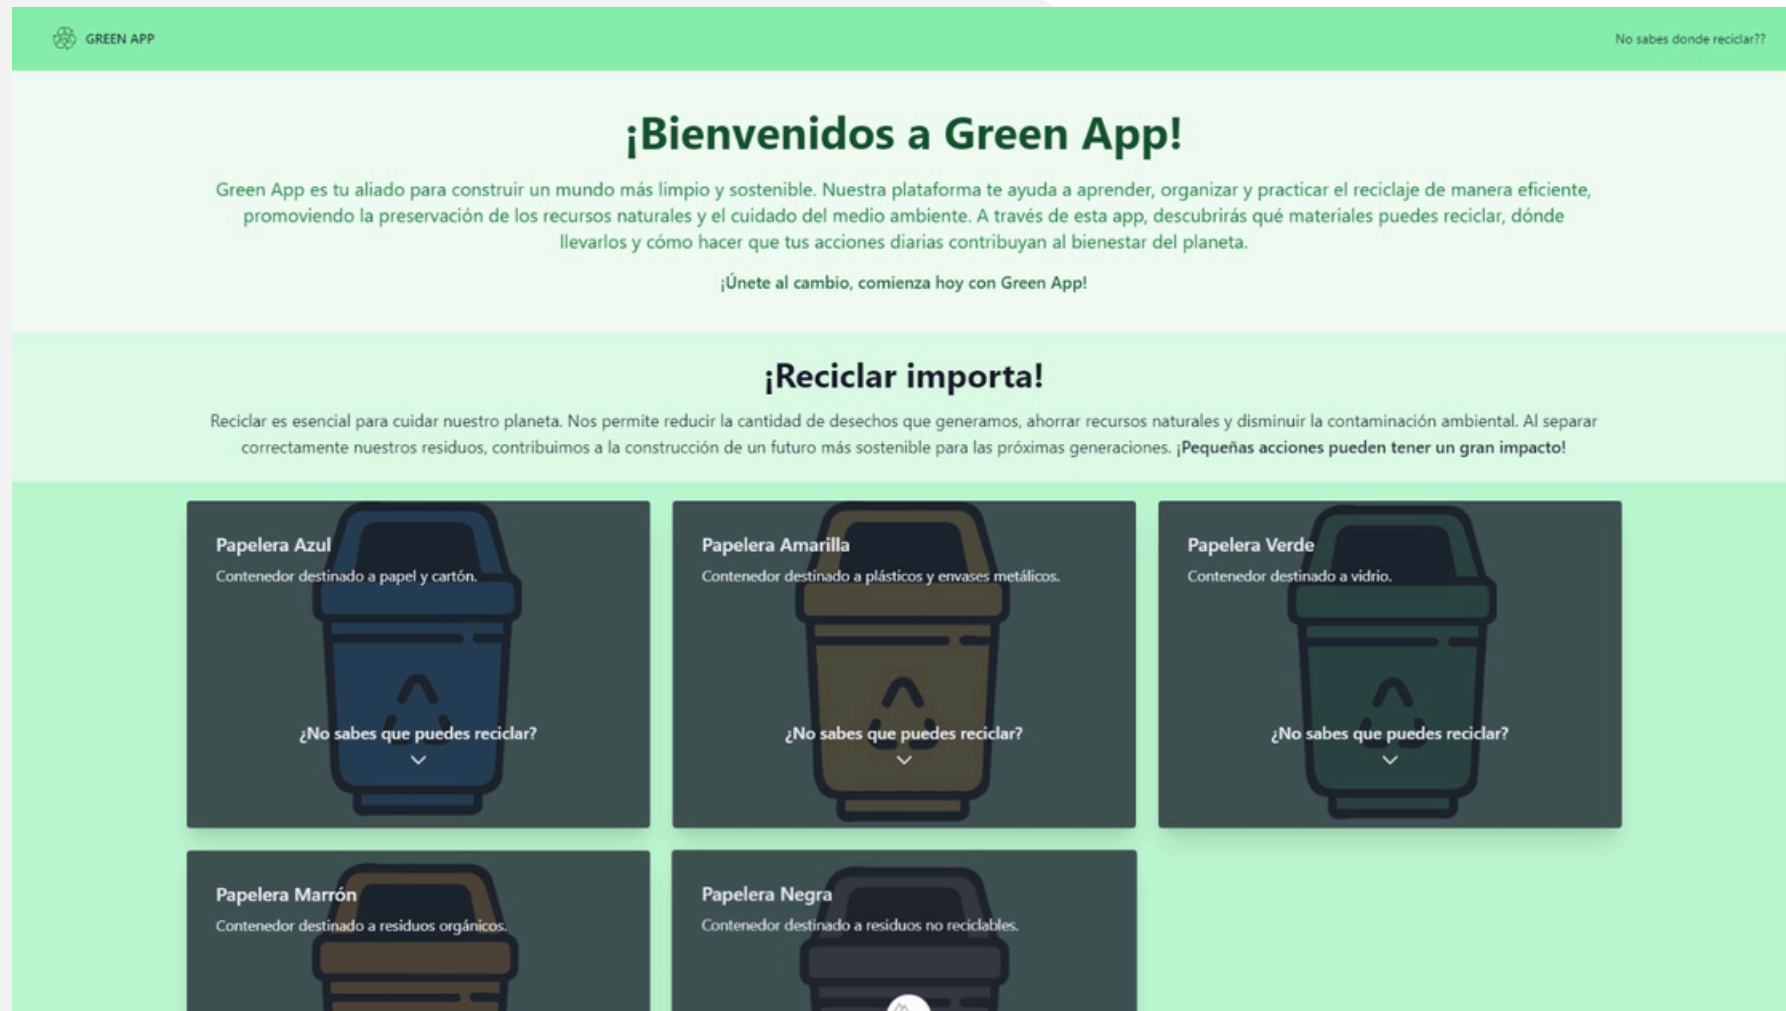 GREEN APP
No sabes donde reciclar??
¡Bienvenidos a Green App!
Green App es tu aliado para construir un mundo más limpio y sostenible. Nuestra plataforma te ayuda a aprender, organizar y practicar el reciclaje de manera eficiente,
promoviendo la preservación de los recursos naturales y el cuidado del medio ambiente. A través de esta app, descubrirás qué materiales puedes reciclar, dónde
llevarlos y cómo hacer que tus acciones diarias contribuyan al bienestar del planeta.
¡Únete al cambio, comienza hoy con Green App!
¡Reciclar importa!
Reciclar es esencial para cuidar nuestro planeta. Nos permite reducir la cantidad de desechos que generamos, ahorrar recursos naturales y disminuir la contaminación ambiental. Al separar
correctamente nuestros residuos, contribuimos a la construcción de un futuro más sostenible para las próximas generaciones. ¡Pequeñas acciones pueden tener un gran impacto!
Papelera Azul
Contenedor destinado a papel y cartón.
¿No sabes que puedes reciclar?
Papelera Amarilla
Contenedor destinado a plásticos y envases metálicos.
¿No sabes que puedes reciclar?
Papelera Verde
Contenedor destinado a vidrio.
¿No sabes que puedes reciclar?
Papelera Marrón
Contenedor destinado a residuos orgánicos.
Papelera Negra
Contenedor destinado a residuos no reciclables.